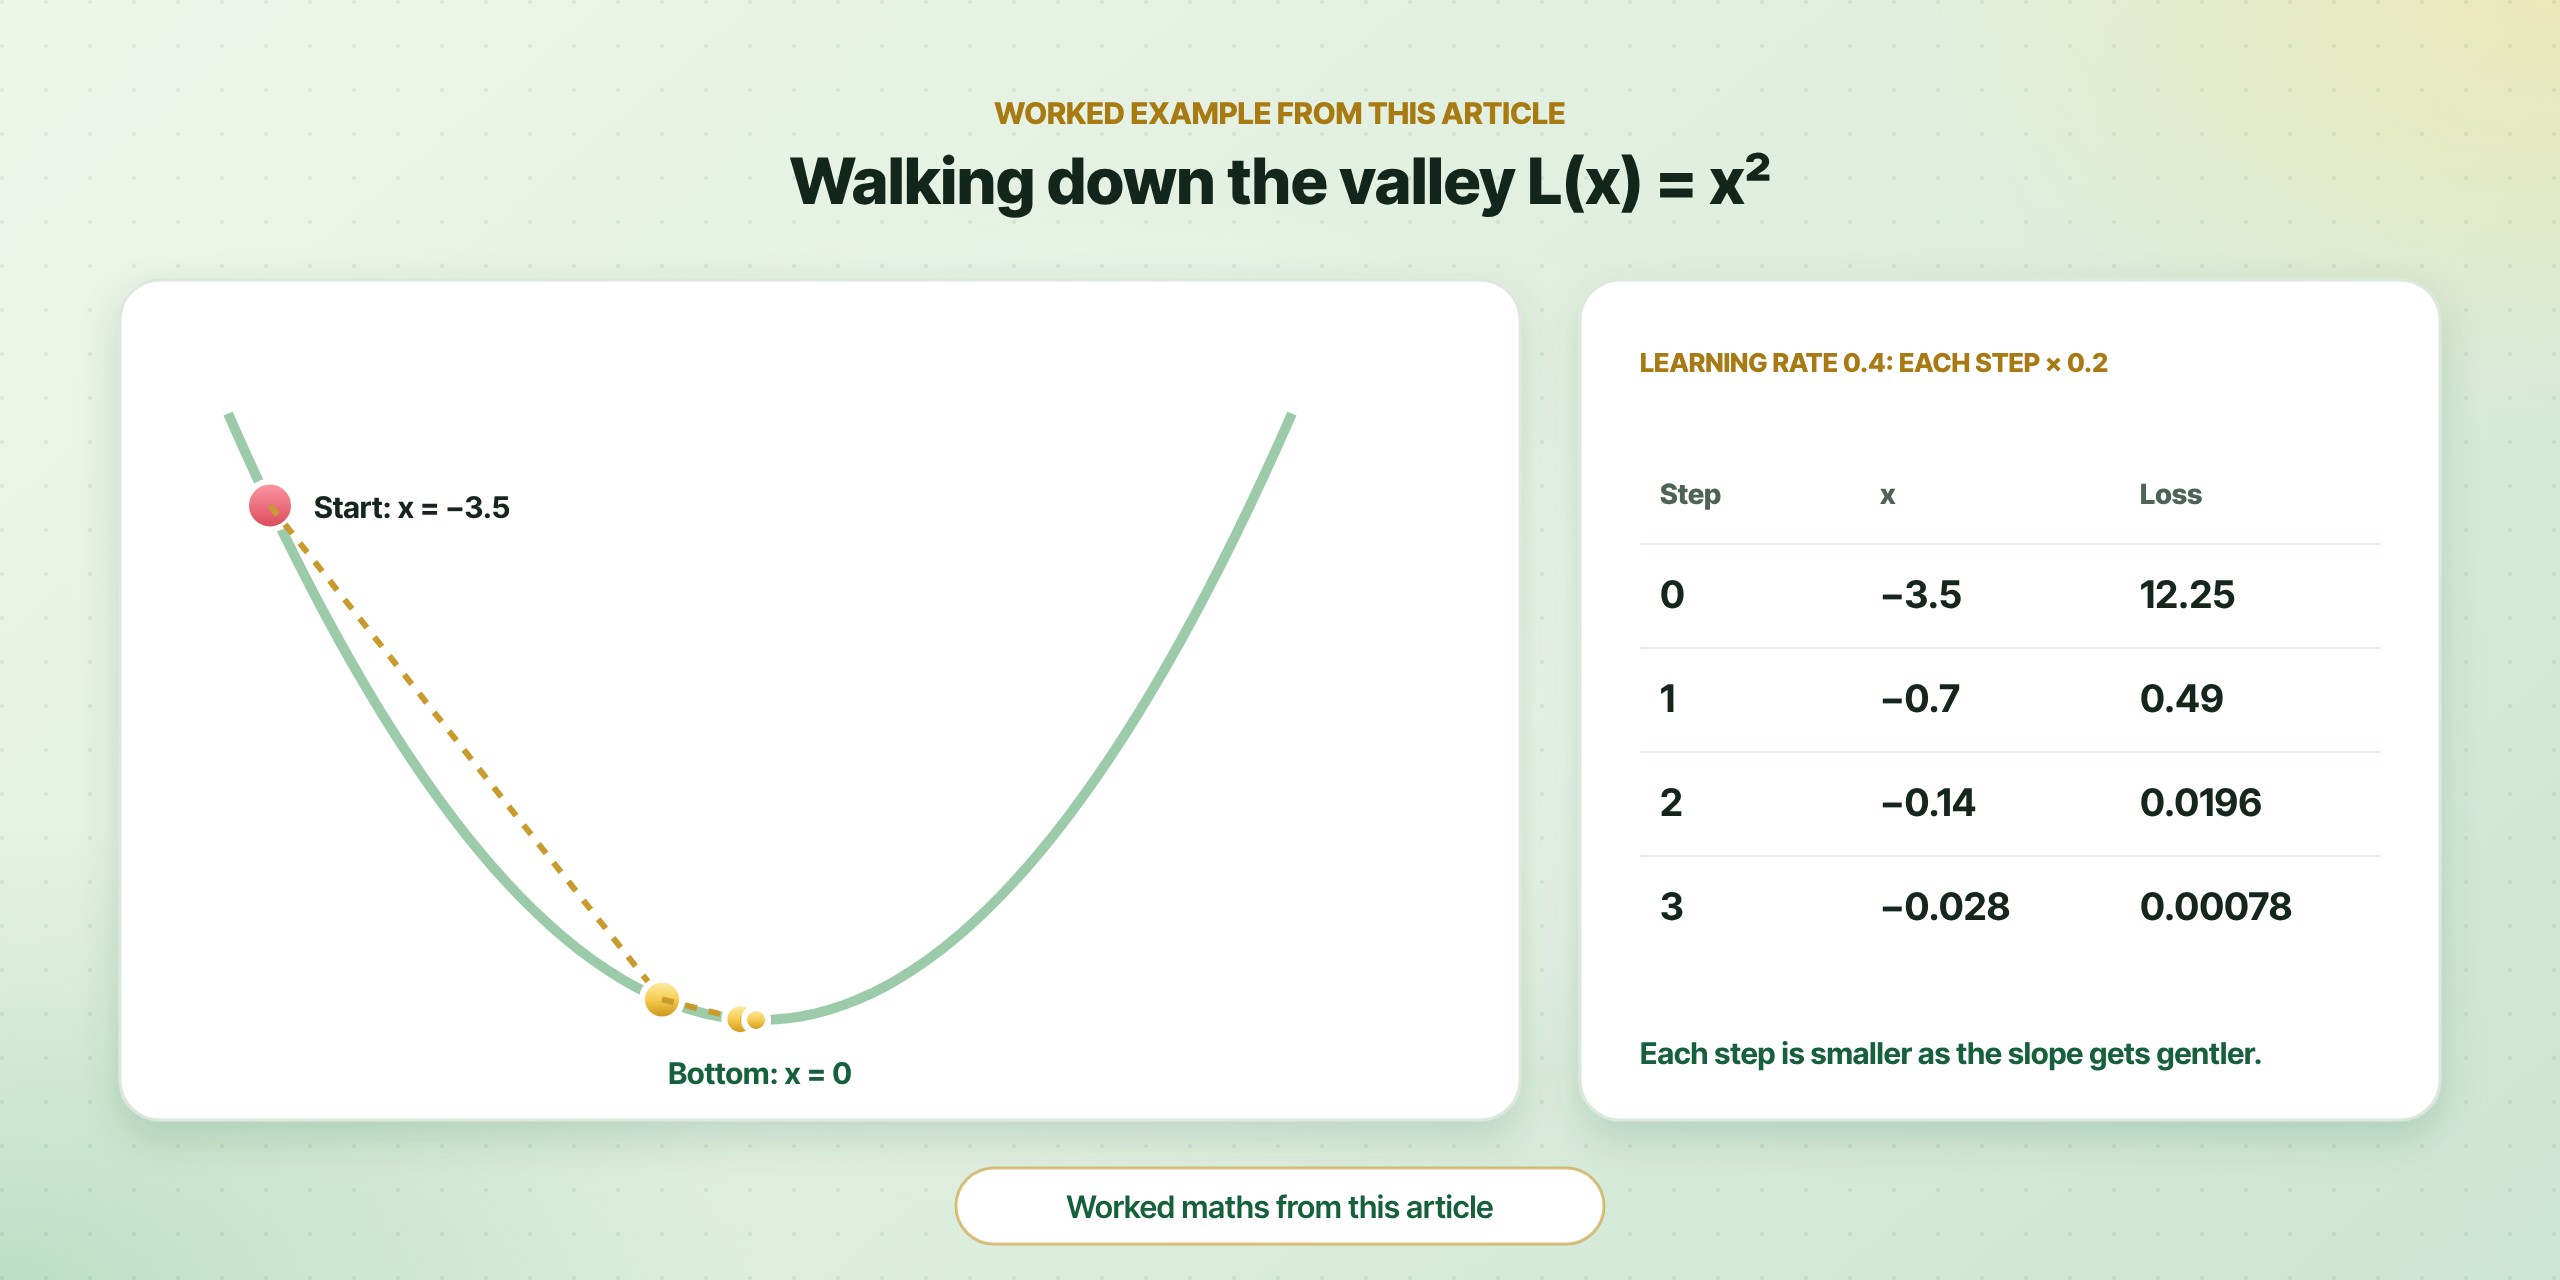 WORKED EXAMPLE FROM THIS ARTICLE
Walking down the valley L(x) = x²
Start: x = −3.5
Bottom: x = 0
LEARNING RATE 0.4: EACH STEP × 0.2
Step x Loss
0 −3.5 12.25
1 −0.7 0.49
2 −0.14 0.0196
3 −0.028 0.00078
Each step is smaller as the slope gets gentler.
Worked maths from this article